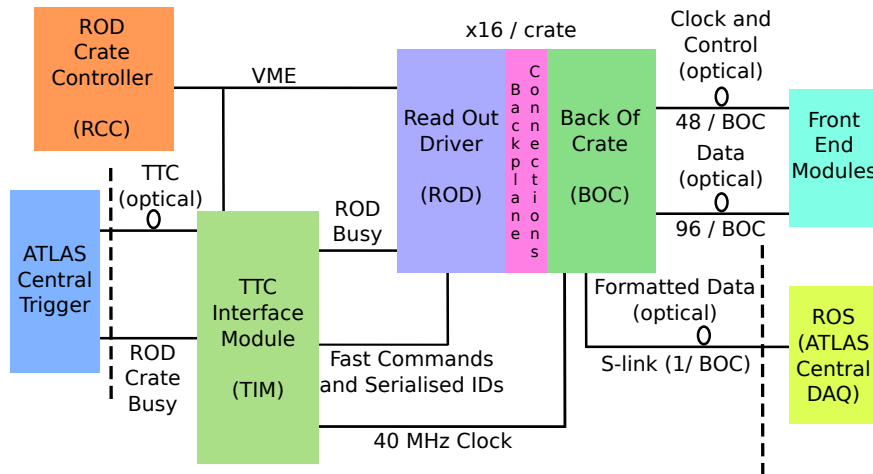 ROD
Crate
Controller
(RCC)
VME
x16 / crate
Read Out
Driver
(ROD)
Backplane
Connections
Back Of
Crate
(BOC)
Clock and
Control
(optical)
48 / BOC
Data
(optical)
96 / BOC
Front
End
Modules
TTC
(optical)
ATLAS
Central
Trigger
ROD
Crate
Busy
TTC
Interface
Module
(TIM)
ROD
Busy
Fast Commands
and Serialised IDs
40 MHz Clock
Formatted Data
(optical)
S-link (1/ BOC)
ROS
(ATLAS
Central
DAQ)